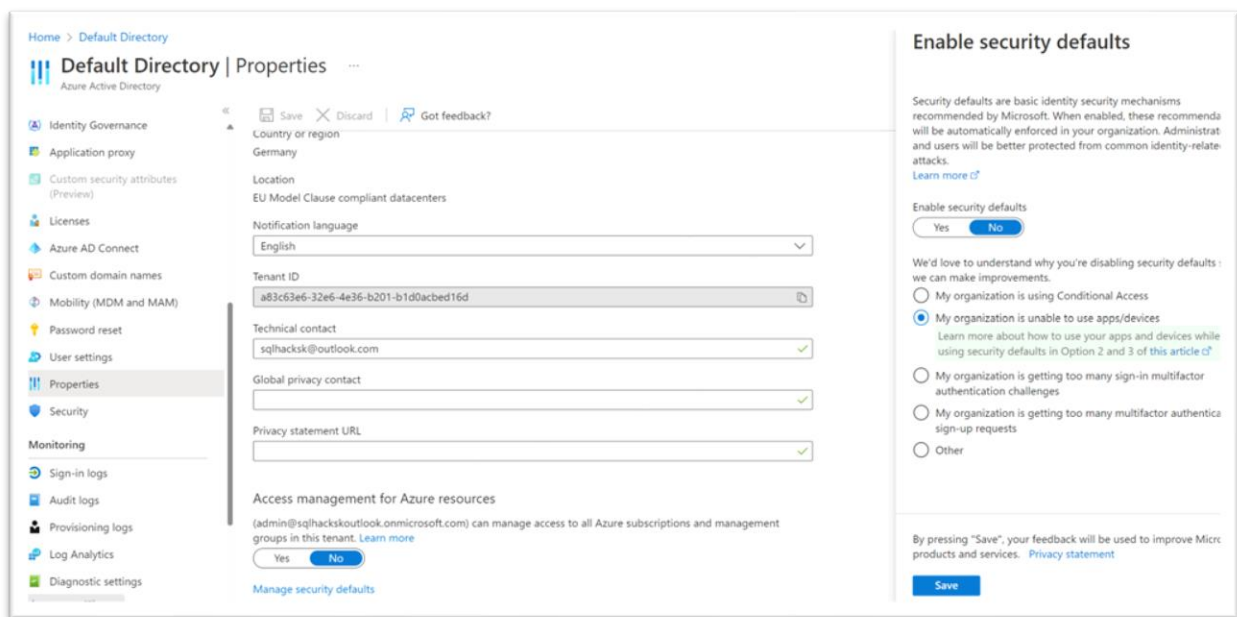 Home > Default Directory
Default Directory | Properties ...
Azure Active Directory
«
Identity Governance
Application proxy
Custom security attributes
(Preview)
Licenses
Azure AD Connect
Custom domain names
Mobility (MDM and MAM)
Password reset
User settings
Properties
Security
Monitoring
Sign-in logs
Audit logs
Provisioning logs
Log Analytics
Diagnostic settings
Save Discard Got feedback?
Country or region
Germany
Location
EU Model Clause compliant datacenters
Notification language
English
Tenant ID
a83c63e6-32e6-4e36-b201-b1d0acbed16d
Technical contact
sqlhacksk@outlook.com
Global privacy contact
Privacy statement URL
Access management for Azure resources
(admin@sqlhackskoutlook.onmicrosoft.com) can manage access to all Azure subscriptions and management
groups in this tenant. Learn more
Yes No
Manage security defaults
Enable security defaults
Security defaults are basic identity security mechanisms
recommended by Microsoft. When enabled, these recommenda
will be automatically enforced in your organization. Administrat
and users will be better protected from common identity-relate
attacks.
Learn more
Enable security defaults
Yes No
We'd love to understand why you're disabling security defaults
we can make improvements.
My organization is using Conditional Access
My organization is unable to use apps/devices
Learn more about how to use your apps and devices while
using security defaults in Option 2 and 3 of this article
My organization is getting too many sign-in multifactor
authentication challenges
My organization is getting too many multifactor authentica
sign-up requests
Other
By pressing "Save", your feedback will be used to improve Micro
products and services. Privacy statement
Save